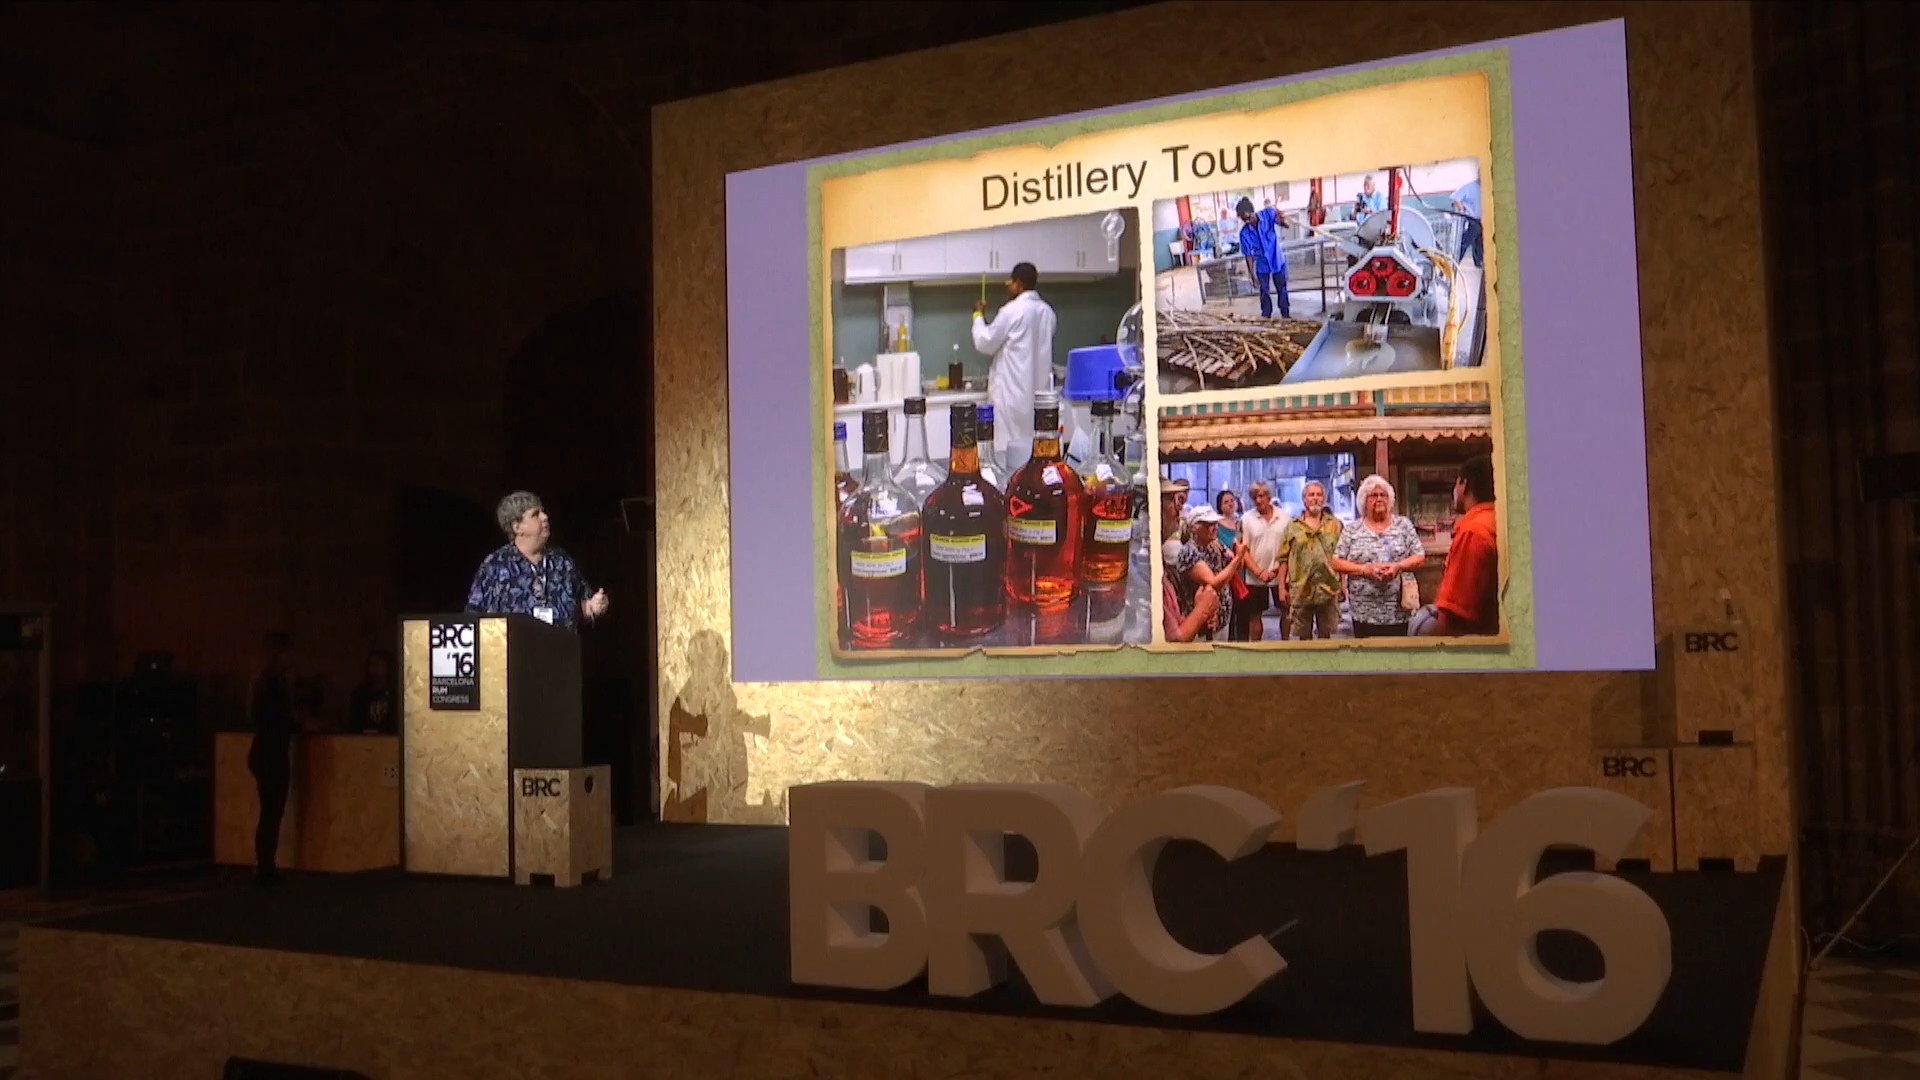 Distillery Tours
BRC
'16
BARCELONA
RUM
CONGRESS
BRC
BRC
BRC
BRC '16